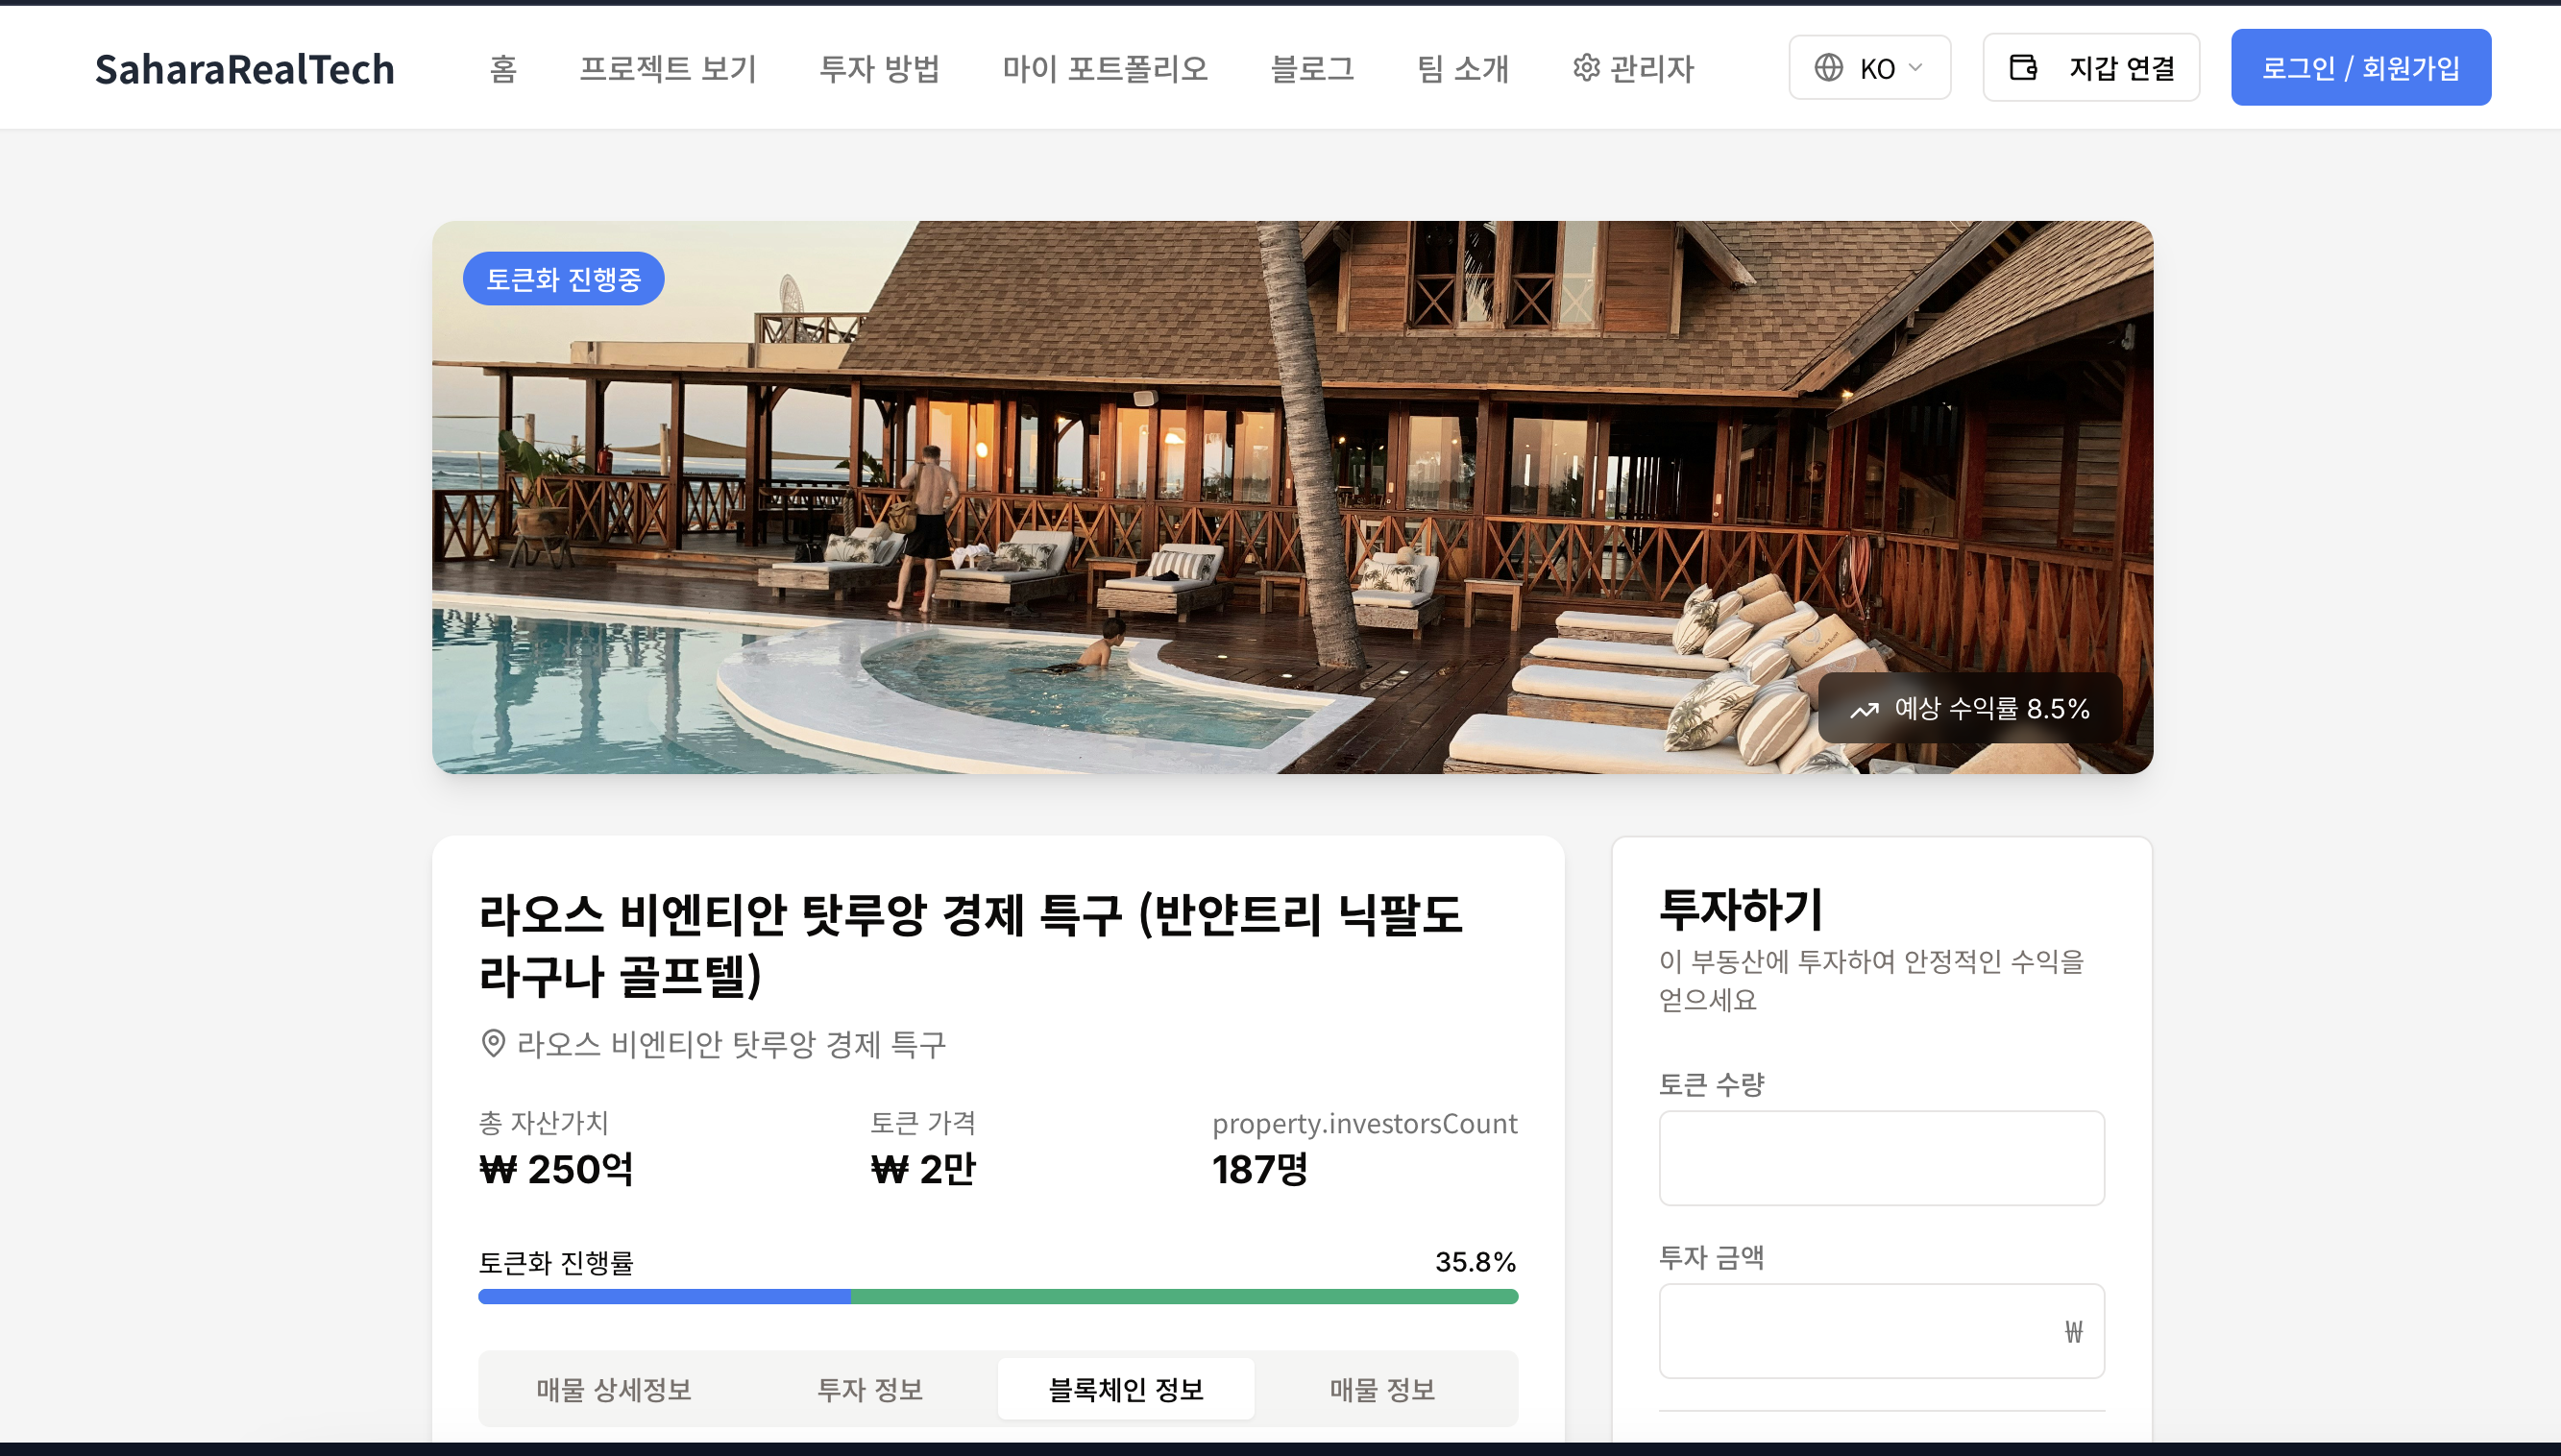 SaharaRealTech
홈
프로젝트 보기
투자 방법
마이 포트폴리오
블로그
팀 소개
관리자
KO
지갑 연결
로그인 / 회원가입
토큰화 진행중
예상 수익률 8.5%
라오스 비엔티안 탓루앙 경제 특구 (반얀트리 닉팔도
라구나 골프텔)
라오스 비엔티안 탓루앙 경제 특구
총 자산가치
₩ 250억
토큰 가격
₩ 2만
property.investorsCount
187명
토큰화 진행률
35.8%
매물 상세정보
투자 정보
블록체인 정보
매물 정보
투자하기
이 부동산에 투자하여 안정적인 수익을
얻으세요
토큰 수량
투자 금액
₩